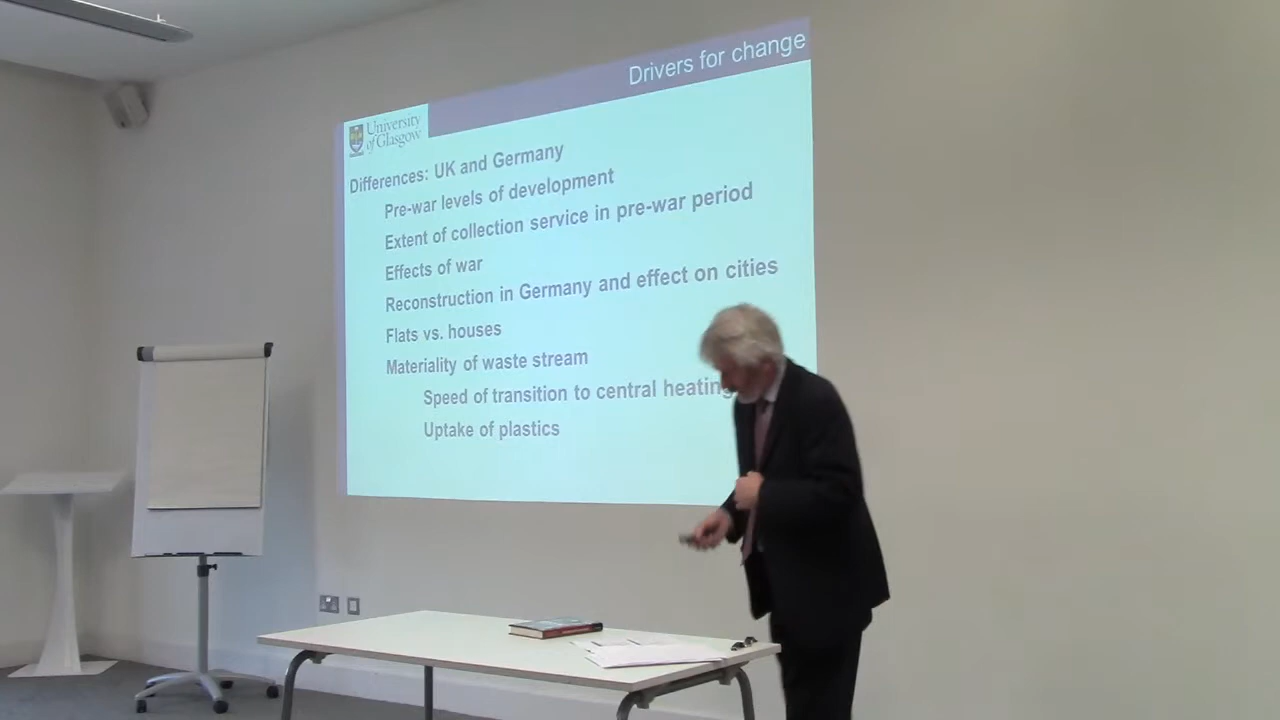 Drivers for change
University
of Glasgow
Differences: UK and Germany
Pre-war levels of development
Extent of collection service in pre-war period
Effects of war
Reconstruction in Germany and effect on cities
Flats vs. houses
Materiality of waste stream
Speed of transition to central heating
Uptake of plastics